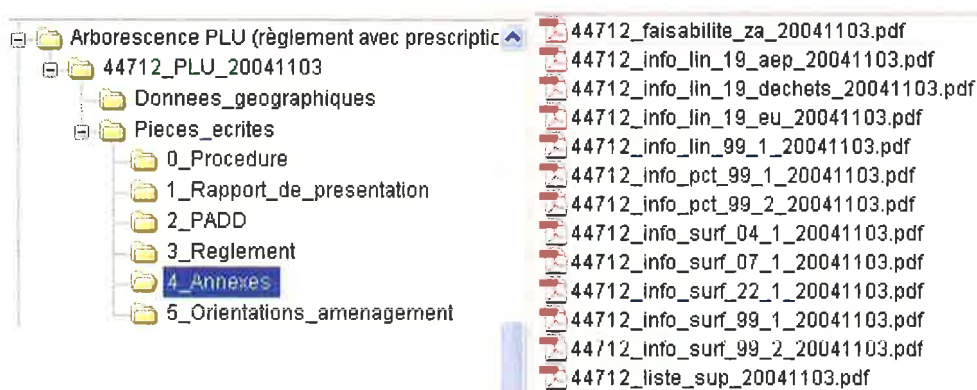 Arborescence PLU (règlement avec prescriptic
44712_PLU_20041103
Donnees_geographiques
Pieces_ecrites
0_Procedure
1_Rapport_de_presentation
2_PADD
3_Reglement
4_Annexes
5_Orientations_amenagement
44712_faisabilite_za_20041103.pdf
44712_info_lin_19_aep_20041103.pdf
44712_info_lin_19_dechets_20041103.pdf
44712_info_lin_19_eu_20041103.pdf
44712_info_lin_99_1_20041103.pdf
44712_info_pct_99_1_20041103.pdf
44712_info_pct_99_2_20041103.pdf
44712_info_surf_04_1_20041103.pdf
44712_info_surf_07_1_20041103.pdf
44712_info_surf_22_1_20041103.pdf
44712_info_surf_99_1_20041103.pdf
44712_info_surf_99_2_20041103.pdf
44712_liste_sup_20041103.pdf